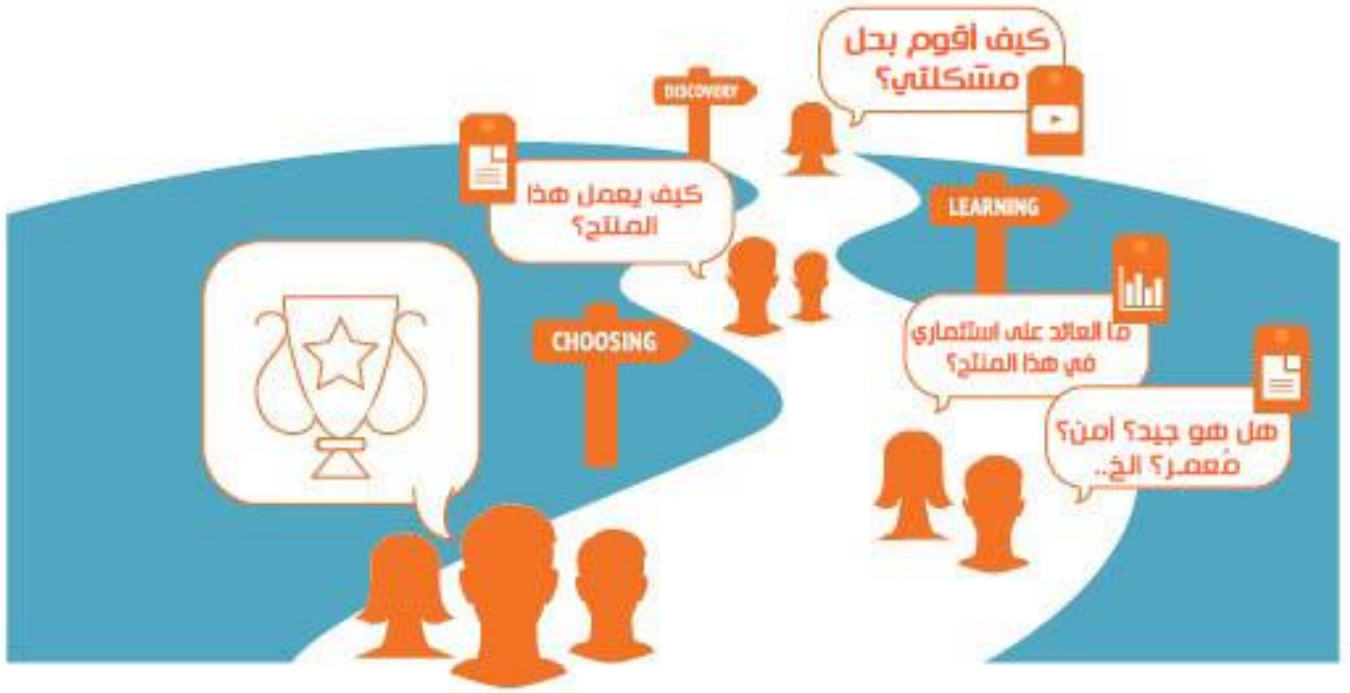 كيف أقوم بحل
مشكلتي؟
DISCOVERY
كيف يعمل هذا
المنتج؟
LEARNING
ما العائد على استثماري
في هذا المنتج؟
CHOOSING
هل هو جيد؟ آمن؟
مُعمـر؟ الخ..